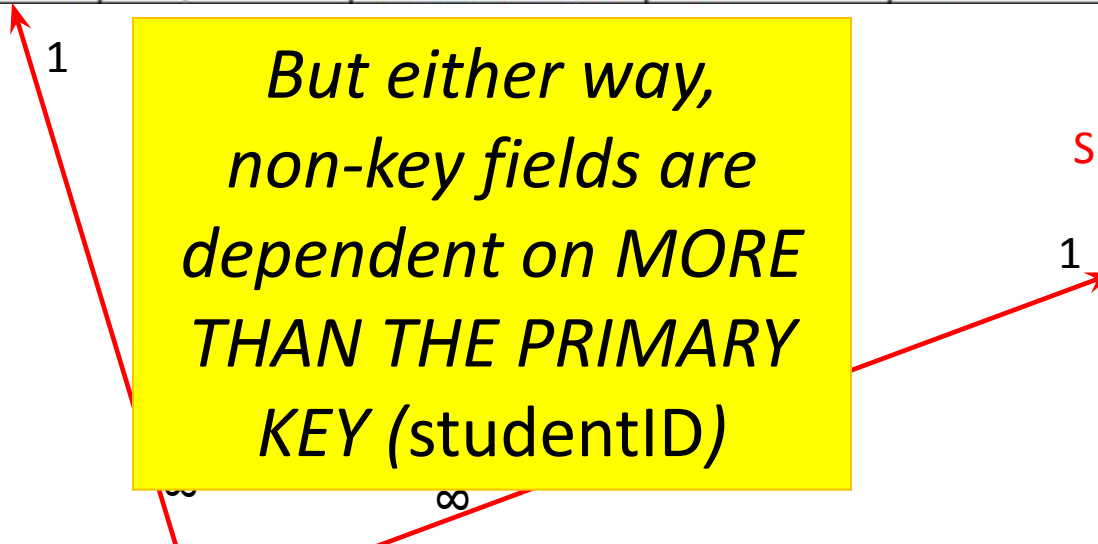 1
But either way,
non-key fields are
dependent on MORE
THAN THE PRIMARY
KEY (studentID)
S
1
∞
∞